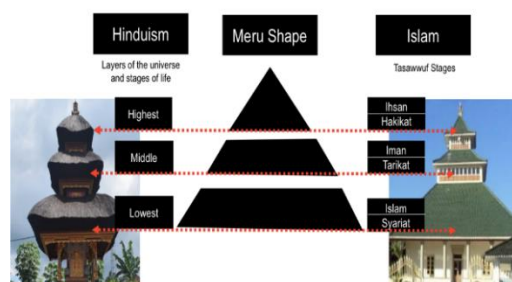 Hinduism
Meru Shape
Islam
Layers of the universe
and stages of life
Tasawwuf Stages
Highest
Ihsan
Hakikat
Middle
Iman
Tarikat
Lowest
Islam
Syariat